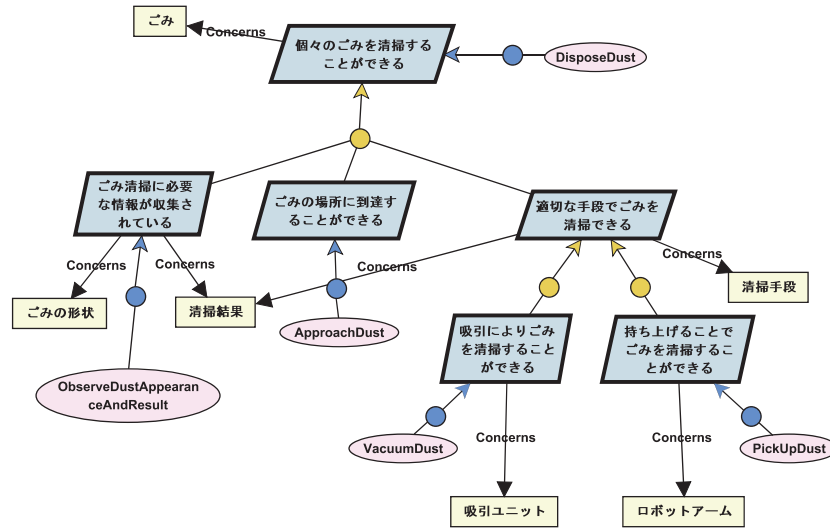 ごみ
Concerns
個々のごみを清掃する
ことができる
DisposeDust
ごみ清掃に必要
な情報が収集さ
れている
ごみの場所に到達す
ることができる
適切な手段でごみを
清掃できる
Concerns
Concerns
Concerns
Concerns
ごみの形状
清掃結果
清掃手段
ApproachDust
吸引によりごみ
を清掃すること
ができる
持ち上げることで
ごみを清掃するこ
とができる
ObserveDustAppearan
ceAndResult
VacuumDust
Concerns
Concerns
PickUpDust
吸引ユニット
ロボットアーム